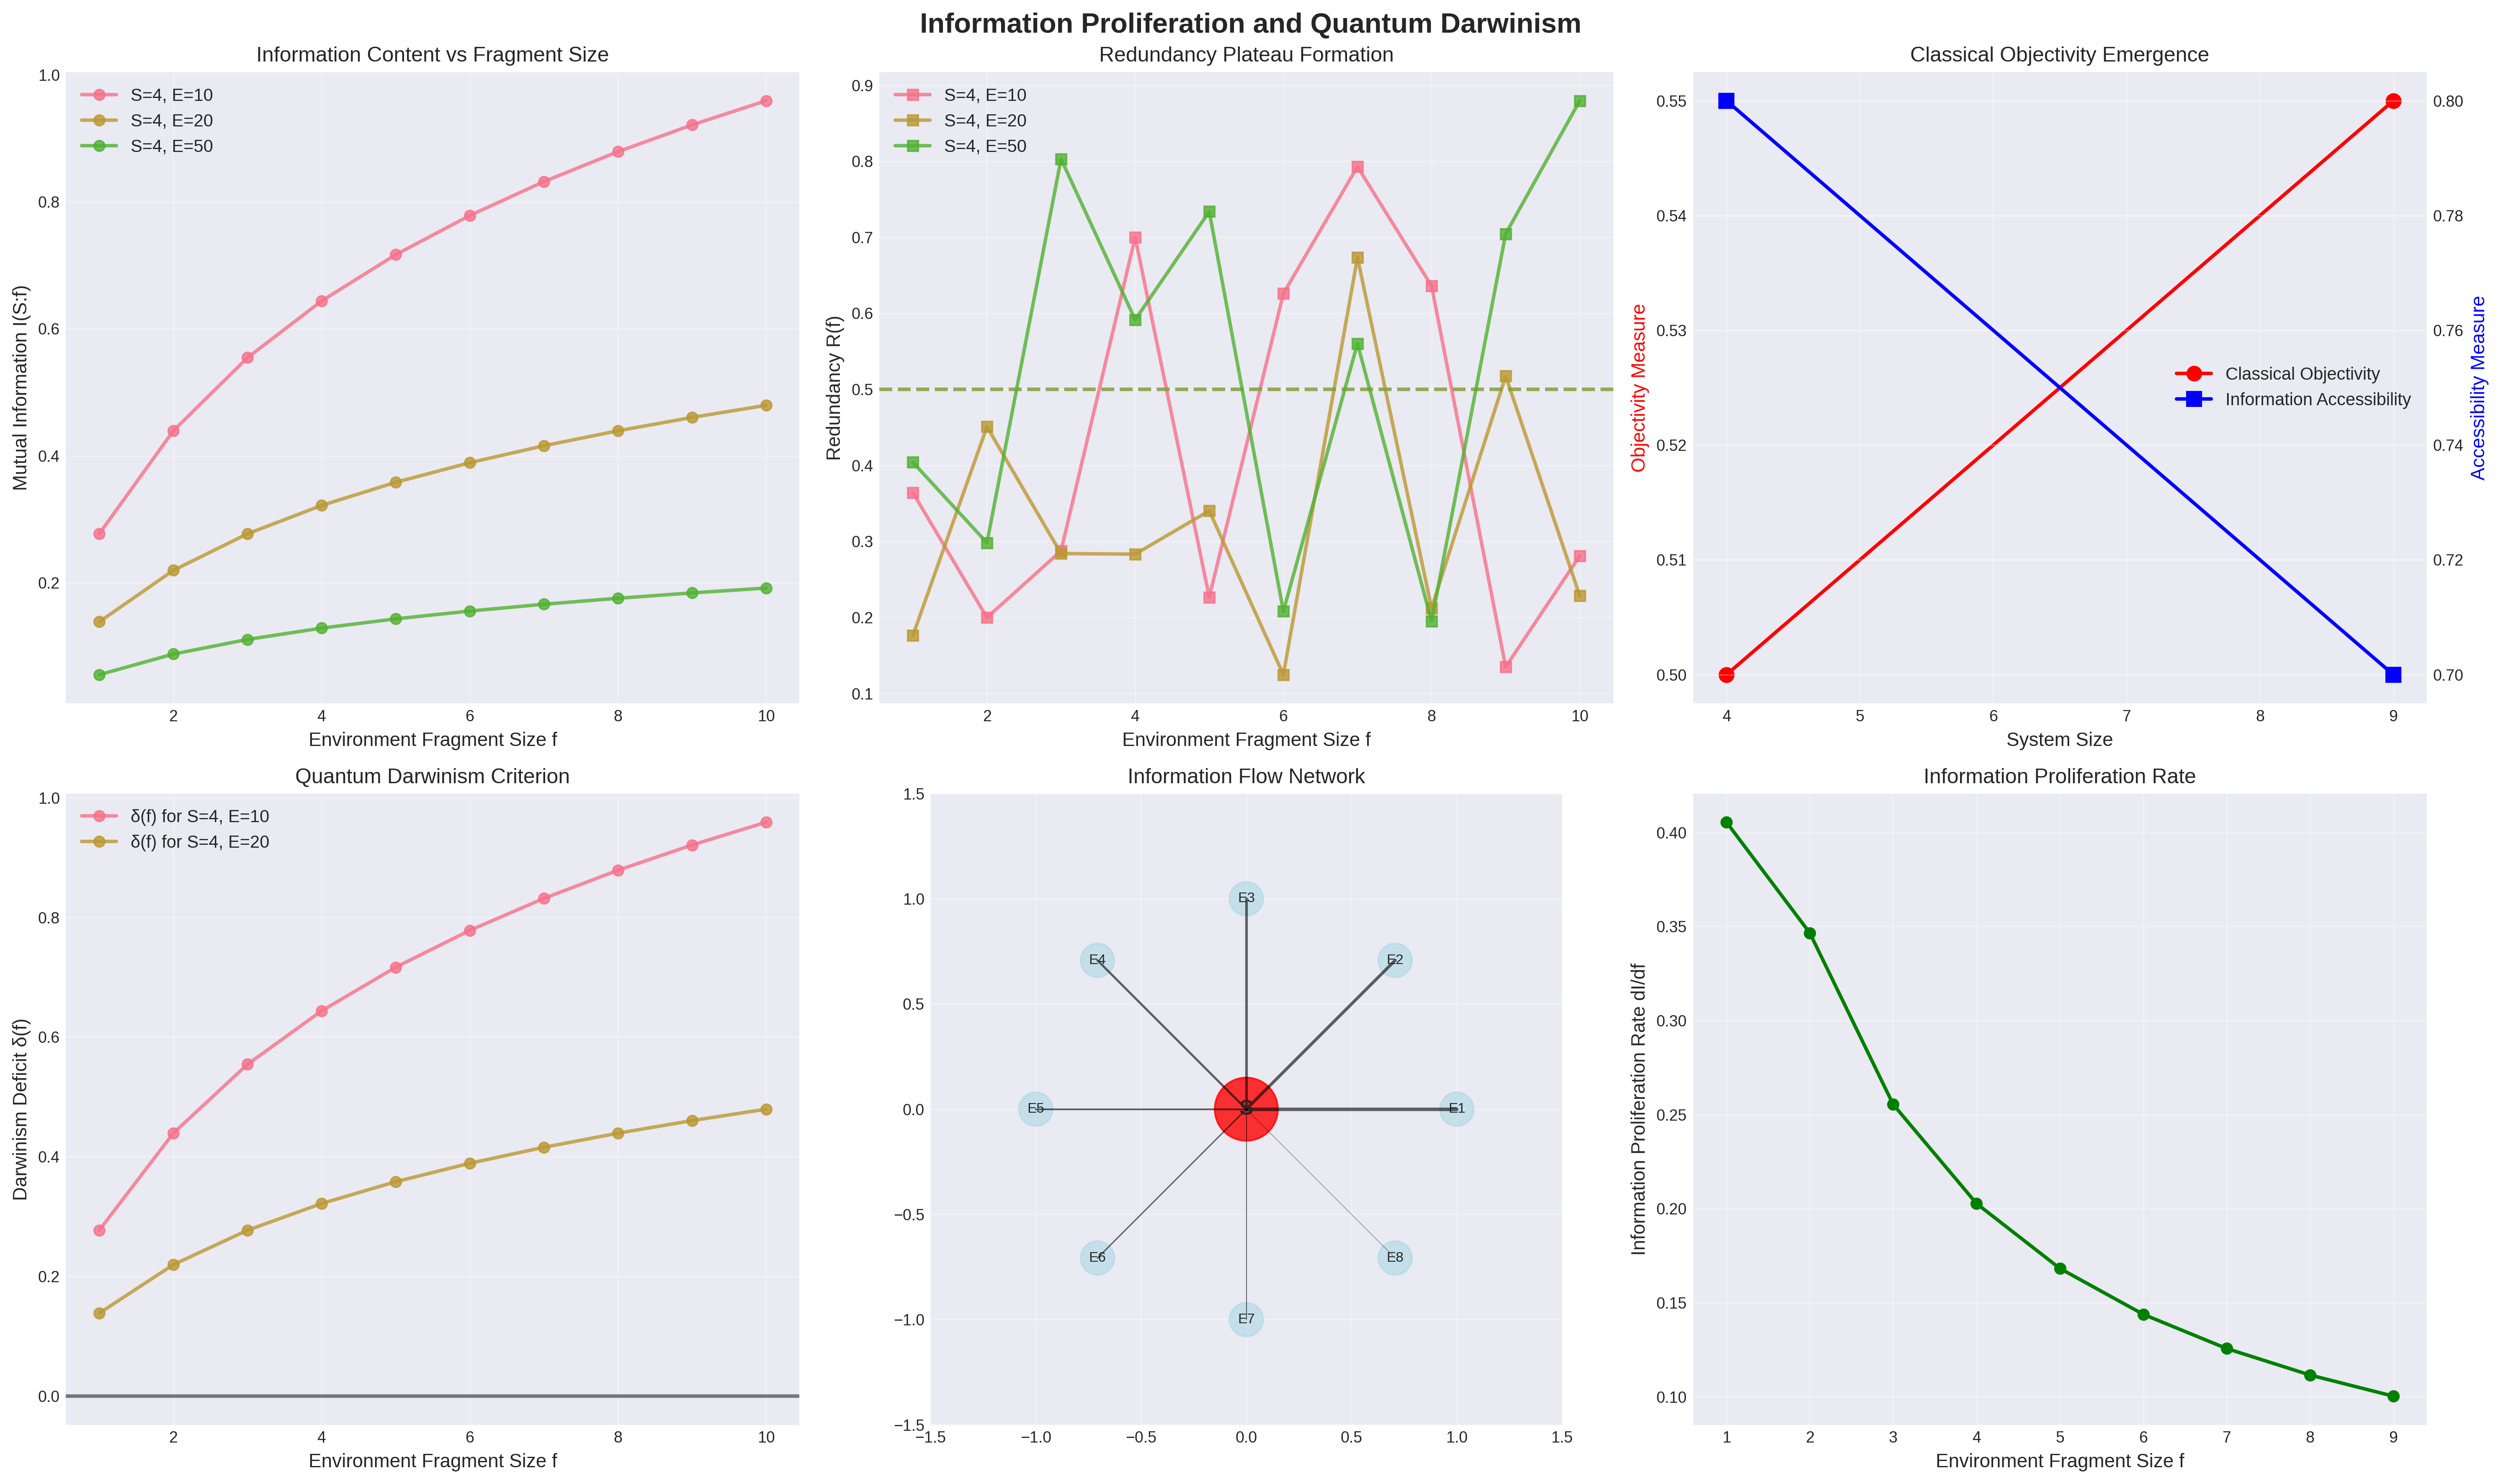 Information Proliferation and Quantum Darwinism
Information Content vs Fragment Size
1.0
0.8
0.6
0.4
0.2
Mutual Information I(S:f)
S=4, E=10
S=4, E=20
S=4, E=50
2 4 6 8 10
Environment Fragment Size f
Redundancy Plateau Formation
0.9
0.8
0.7
0.6
0.5
0.4
0.3
0.2
0.1
Redundancy R(f)
S=4, E=10
S=4, E=20
S=4, E=50
2 4 6 8 10
Environment Fragment Size f
Classical Objectivity Emergence
0.55
0.54
0.53
0.52
0.51
0.50
Objectivity Measure
Classical Objectivity
Information Accessibility
0.80
0.78
0.76
0.74
0.72
0.70
Accessibility Measure
4 5 6 7 8 9
System Size
Quantum Darwinism Criterion
1.0
0.8
0.6
0.4
0.2
0.0
Darwinism Deficit δ(f)
δ(f) for S=4, E=10
δ(f) for S=4, E=20
2 4 6 8 10
Environment Fragment Size f
Information Flow Network
1.5
1.0
0.5
0.0
−0.5
−1.0
−1.5
E3
E4
E2
E5
S
E1
E6
E8
E7
−1.5 −1.0 −0.5 0.0 0.5 1.0 1.5
Information Proliferation Rate
0.40
0.35
0.30
0.25
0.20
0.15
0.10
Information Proliferation Rate dI/df
1 2 3 4 5 6 7 8 9
Environment Fragment Size f